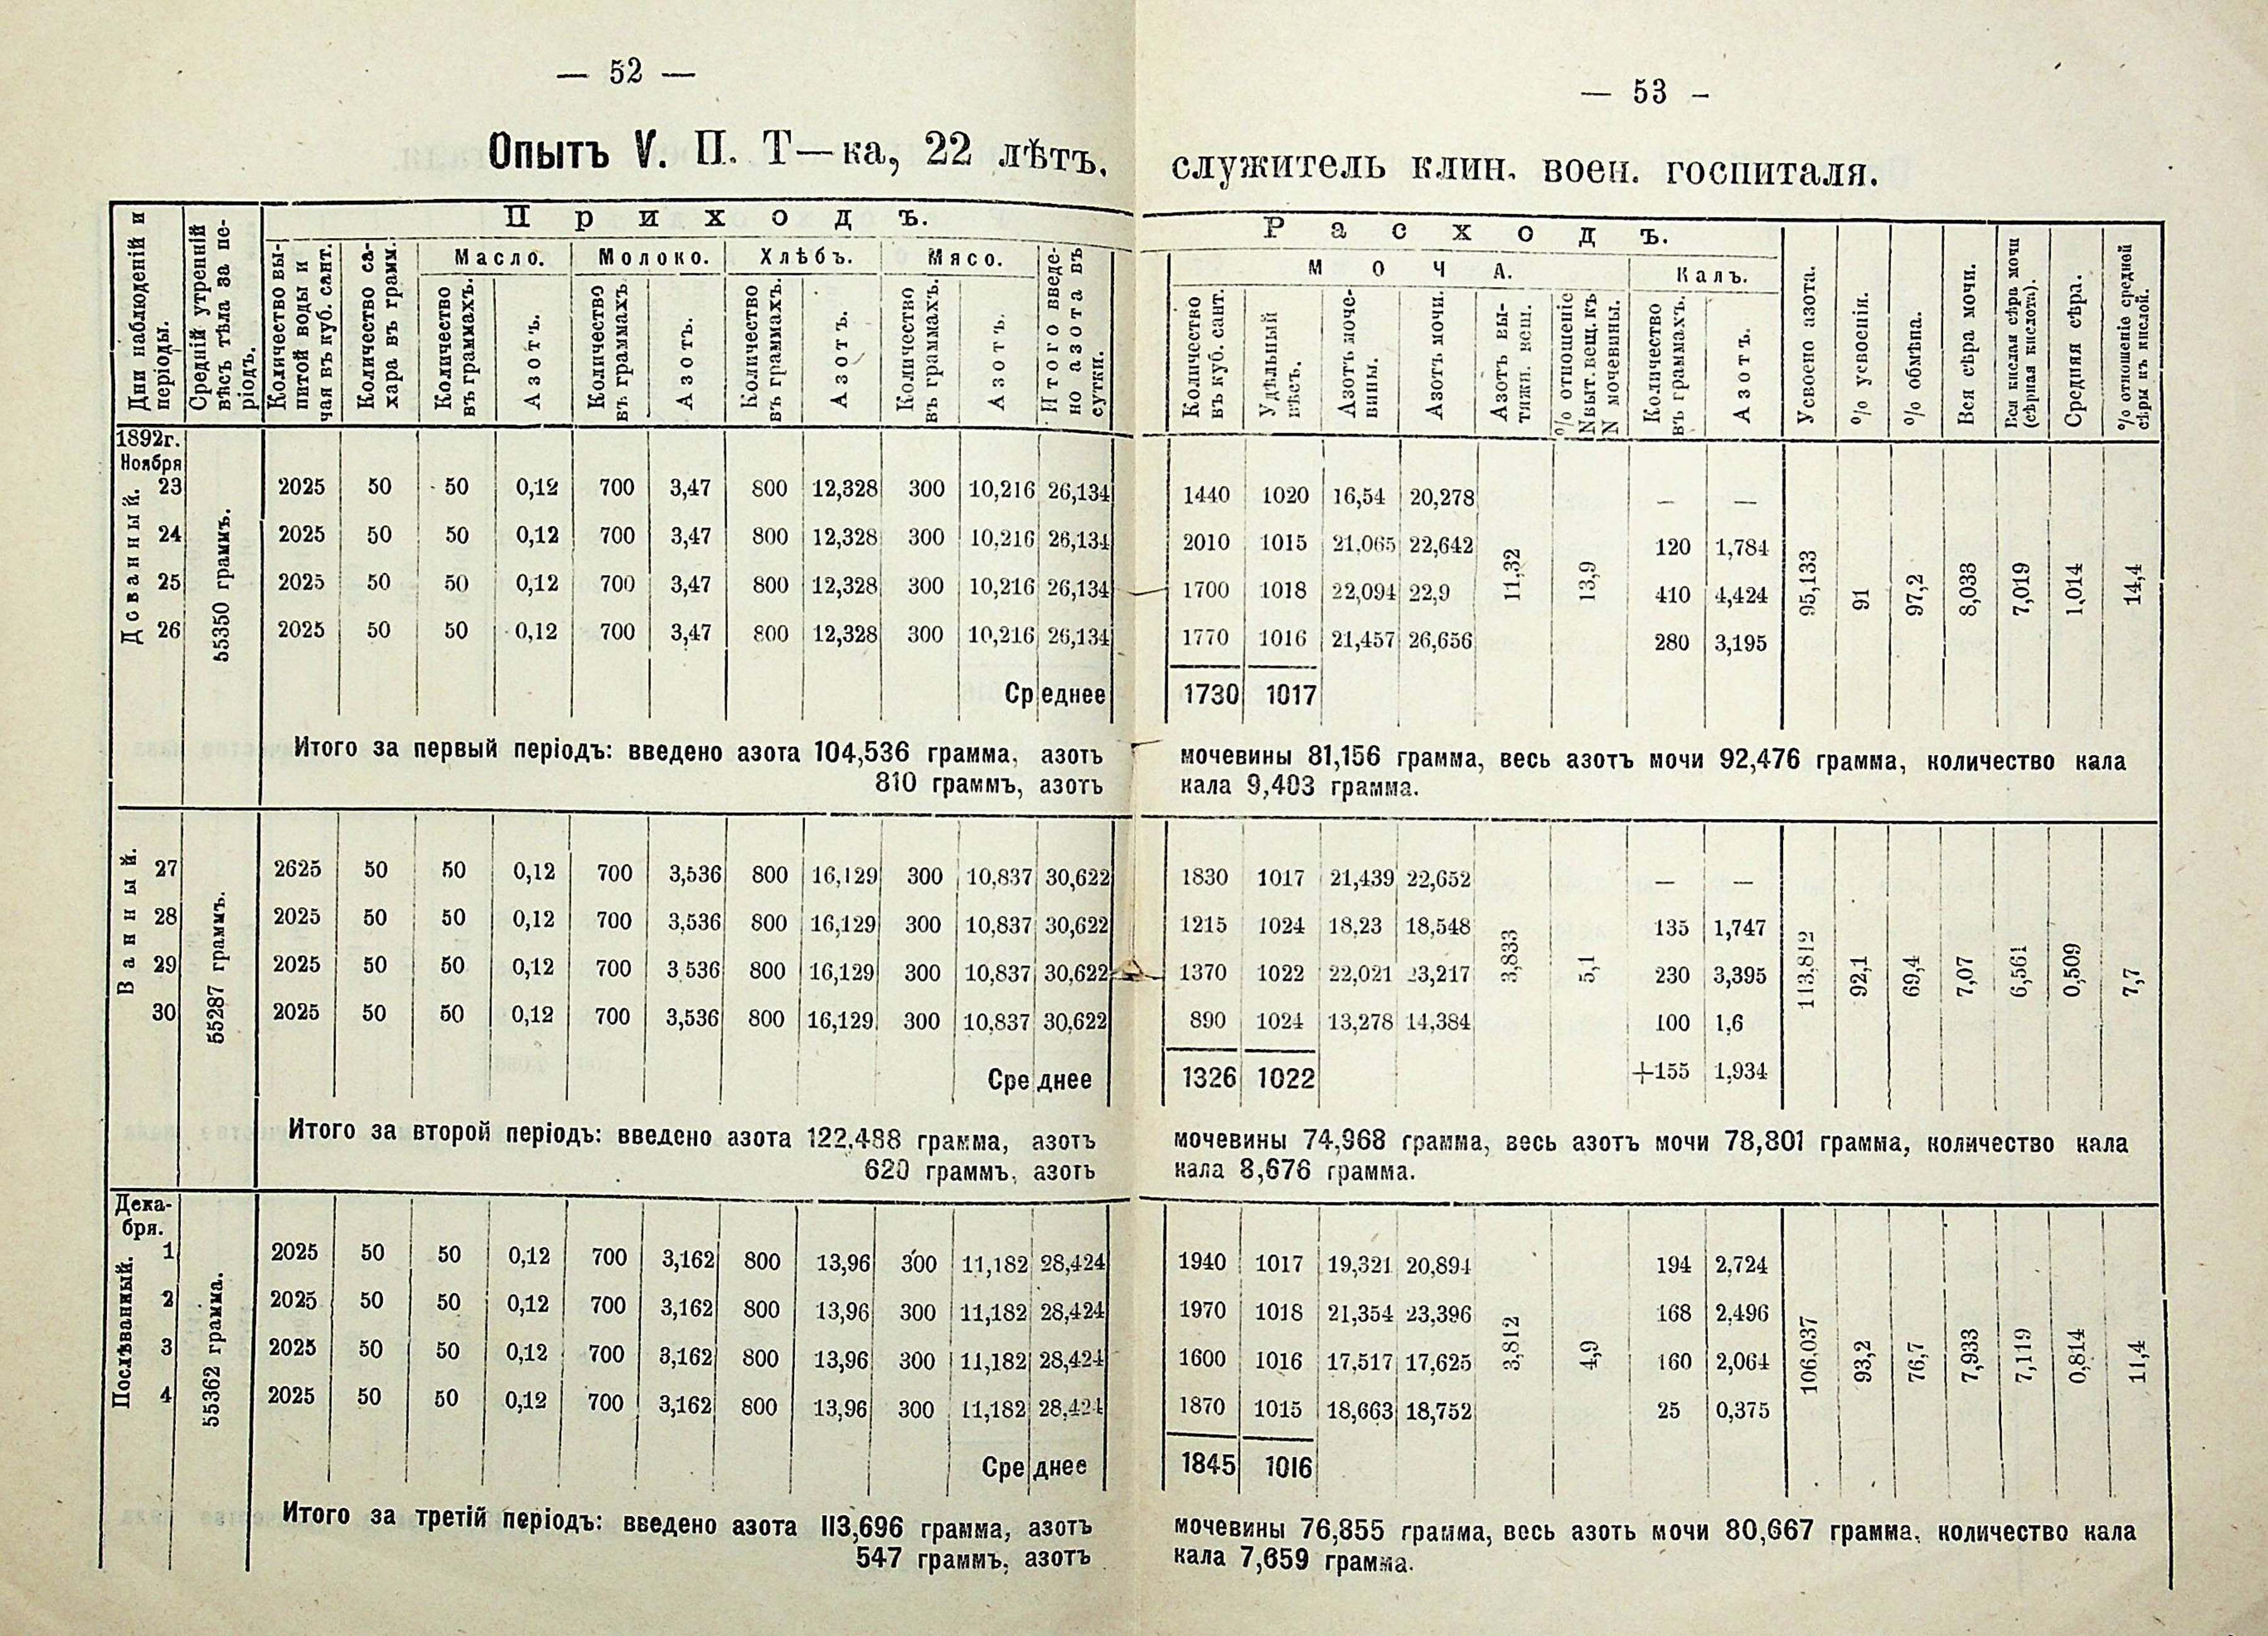 — 52 —
Опытъ V. П. Т—ка, 22 лѣтъ.
Дни наблюденій и періоды.
Средній утренній вѣсъ тѣла за періодъ.
П р и х о д ъ.
Количество выпитой воды и чая въ куб. сант.
Количество сахара въ грамм.
Масло.
Количество въ граммахъ.
Азотъ.
Молоко.
Количество въ граммахъ.
Азотъ.
Хлѣбъ.
Количество въ граммахъ.
Азотъ.
Мясо.
Количество въ граммахъ.
Азотъ.
Итого введено азота въ сутки.
1892г.
Ноября
Дованный.
55350 граммъ.
23 2025 50 50 0,12 700 3,47 800 12,328 300 10,216 26,134
24 2025 50 50 0,12 700 3,47 800 12,328 300 10,216 26,134
25 2025 50 50 0,12 700 3,47 800 12,328 300 10,216 26,134
26 2025 50 50 0,12 700 3,47 800 12,328 300 10,216 26,134
Среднее
Итого за первый періодъ: введено азота 104,536 грамма, азотъ
810 граммъ, азотъ
Ванный.
55287 граммъ.
27 2625 50 50 0,12 700 3,536 800 16,129 300 10,837 30,622
28 2025 50 50 0,12 700 3,536 800 16,129 300 10,837 30,622
29 2025 50 50 0,12 700 3 536 800 16,129 300 10,837 30,622
30 2025 50 50 0,12 700 3,536 800 16,129 300 10,837 30,622
Среднее
Итого за второй періодъ: введено азота 122,488 грамма, азотъ
620 граммъ, азотъ
Декабря.
Послѣванный.
55362 грамма.
1 2025 50 50 0,12 700 3,162 800 13,96 300 11,182 28,424
2 2025 50 50 0,12 700 3,162 800 13,96 300 11,182 28,424
3 2025 50 50 0,12 700 3,162 800 13,96 300 11,182 28,424
4 2025 50 50 0,12 700 3,162 800 13,96 300 11,182 28,424
Среднее
Итого за третій періодъ: введено азота 113,696 грамма, азотъ
547 граммъ, азотъ
— 53 -
служитель клин. воен. госпиталя.
Р а с х о д ъ.
М О Ч А.
Количество въ куб. сант.
Удѣльный вѣсъ.
Азотъ мочевины.
Азотъ мочи.
Азотъ вытяжн. вещ.
% отношеніе N выт. вещ. къ N мочевины.
Калъ.
Количество въ граммахъ.
Азотъ.
Усвоено азота.
% усвоенія.
% обмѣна.
Вся сѣра мочи.
Вся кислая сѣра мочи (сѣрная кислота).
Средняя сѣра.
% отношеніе средней сѣры къ кислой.
1440 1020 16,54 20,278 — —
2010 1015 21,065 22,642 120 1,784
1700 1018 22,094 22,9 410 4,424
1770 1016 21,457 26,656 280 3,195
11,32 13,9 95,133 91 97,2 8,033 7,019 1,014 14,4
1730 1017
мочевины 81,156 грамма, весь азотъ мочи 92,476 грамма, количество кала
кала 9,403 грамма.
1830 1017 21,439 22,652 — —
1215 1024 18,23 18,548 135 1,747
1370 1022 22,021 23,217 230 3,395
890 1024 13,278 14,384 100 1,6
+155 1,934
3,833 5,1 113,812 92,1 69,4 7,07 6,561 0,509 7,7
1326 1022
мочевины 74,968 грамма, весь азотъ мочи 78,801 грамма, количество кала
кала 8,676 грамма.
1940 1017 19,321 20,894 194 2,724
1970 1018 21,354 23,396 168 2,496
1600 1016 17,517 17,625 160 2,064
1870 1015 18,663 18,752 25 0,375
3,812 4,9 106,037 93,2 76,7 7,933 7,119 0,814 11,4
1845 1016
мочевины 76,855 грамма, весь азотъ мочи 80,667 грамма, количество кала
кала 7,659 грамма.